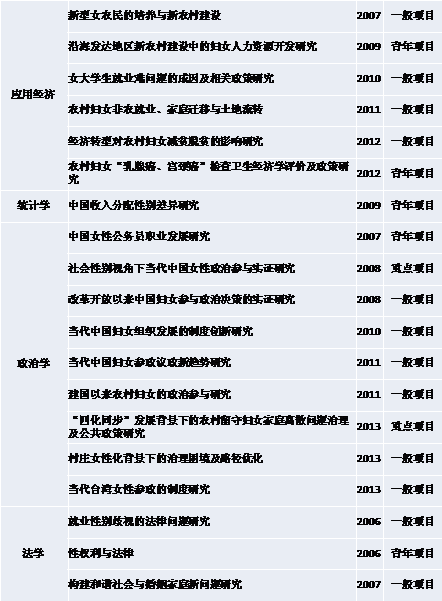 新型女农民的培养与新农村建设 2007 一般项目
沿海发达地区新农村建设中的妇女人力资源开发研究 2009 青年项目
女大学生就业难问题的成因及相关政策研究 2010 一般项目
应用经济
农村妇女非农就业、家庭迁移与土地流转 2011 一般项目
经济转型对农村妇女减贫脱贫的影响研究 2012 一般项目
农村妇女“乳腺癌、宫颈癌”检查卫生经济学评价及政策研
究 2012 青年项目
统计学 中国收入分配性别差异研究 2009 青年项目
中国女性公务员职业发展研究 2007 青年项目
社会性别视角下当代中国女性政治参与实证研究 2008 重点项目
改革开放以来中国妇女参与政治决策的实证研究 2008 一般项目
当代中国妇女组织发展的制度创新研究 2010 一般项目
政治学 当代中国妇女参政议政新趋势研究 2011 一般项目
建国以来农村妇女的政治参与研究 2011 一般项目
“四化同步”发展背景下的农村留守妇女家庭离散问题治理
及公共政策研究 2013 重点项目
村庄女性化背景下的治理困境及路径优化 2013 一般项目
当代台湾女性参政的制度研究 2013 一般项目
就业性别歧视的法律问题研究 2006 一般项目
法学 性权利与法律 2006 青年项目
构建和谐社会与婚姻家庭新问题研究 2007 一般项目